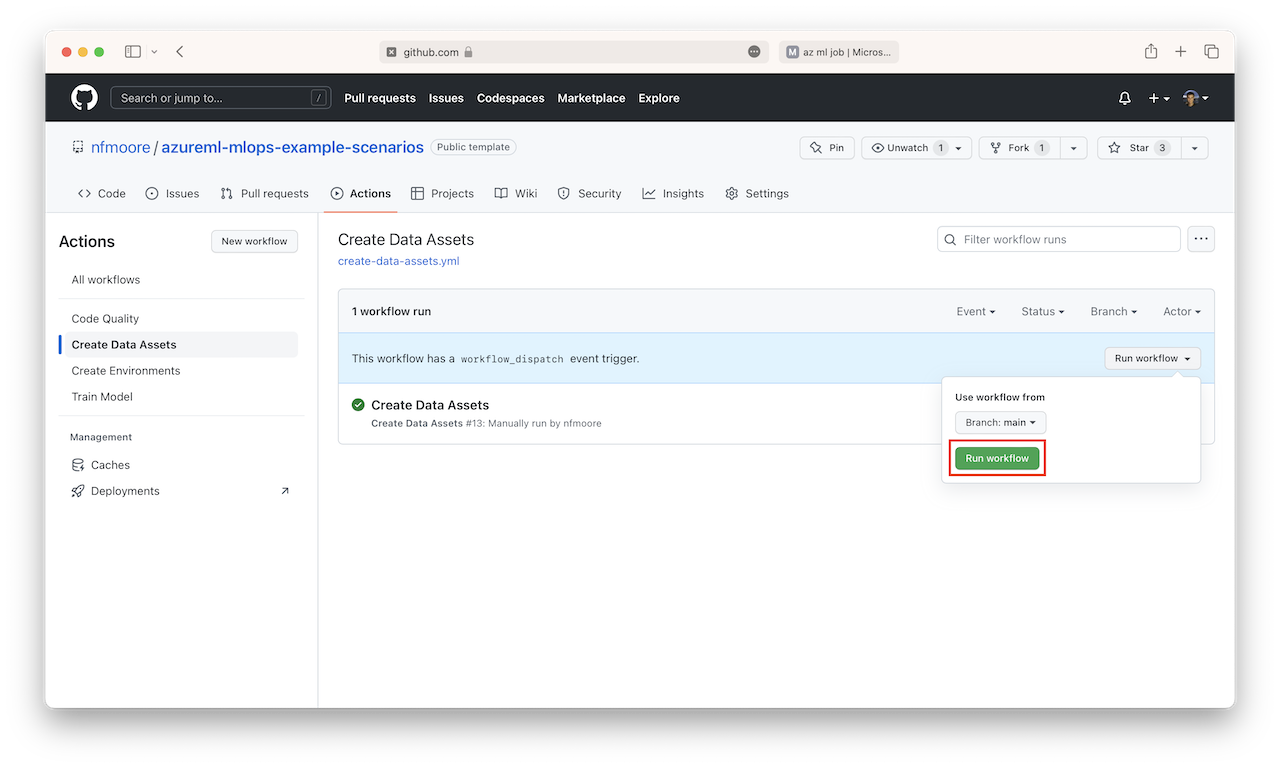 github.com
M az ml job | Micros...
Search or jump to... /
Pull requests Issues Codespaces Marketplace Explore
nfmoore / azureml-mlops-example-scenarios Public template
Pin Unwatch 1 Fork 1 Star 3
Code Issues Pull requests Actions Projects Wiki Security Insights Settings
Actions
New workflow
All workflows
Code Quality
Create Data Assets
Create Environments
Train Model
Management
Caches
Deployments
Create Data Assets
create-data-assets.yml
Filter workflow runs
1 workflow run
Event Status Branch Actor
This workflow has a workflow_dispatch event trigger.
Run workflow
Create Data Assets
Create Data Assets #13: Manually run by nfmoore
Use workflow from
Branch: main
Run workflow